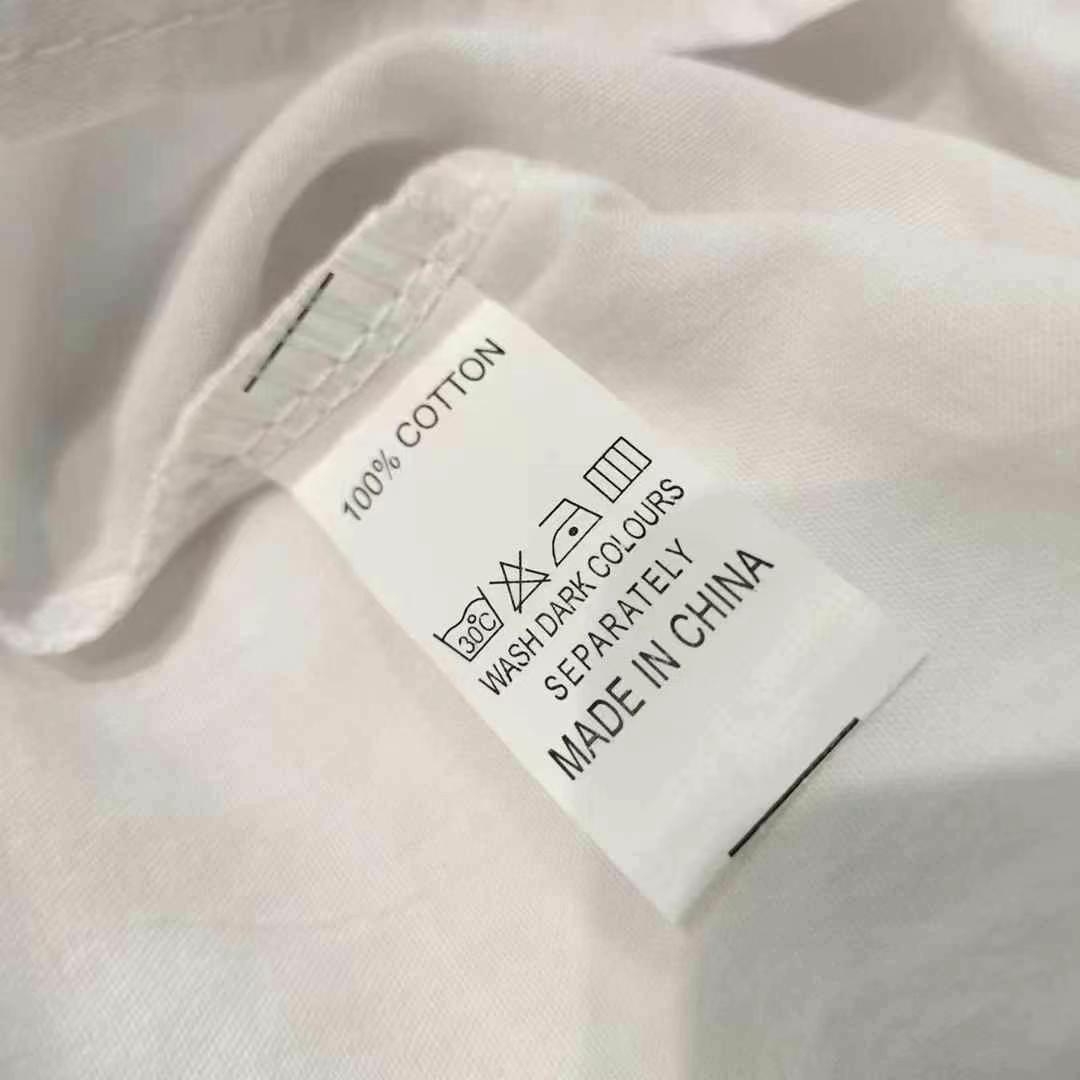 100% COTTON
30°C
WASH DARK COLOURS
SEPARATELY
MADE IN CHINA